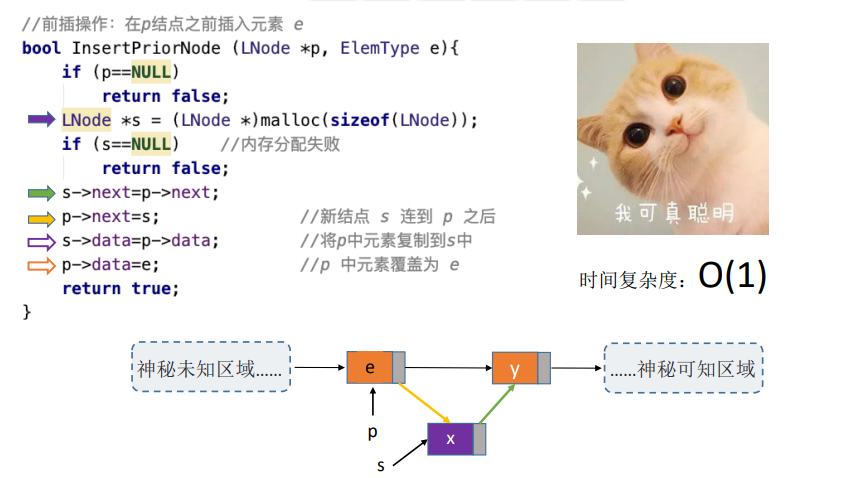 //前插操作：在p结点之前插入元素 e
bool InsertPriorNode (LNode *p, ElemType e){
if (p==NULL)
return false;
LNode *s = (LNode *)malloc(sizeof(LNode));
if (s==NULL) //内存分配失败
return false;
s->next=p->next;
p->next=s; //新结点 s 连到 p 之后
s->data=p->data; //将p中元素复制到s中
p->data=e; //p 中元素覆盖为 e
return true;
}
我可真聪明
时间复杂度：O(1)
神秘未知区域……
e
y
……神秘可知区域
p
x
s